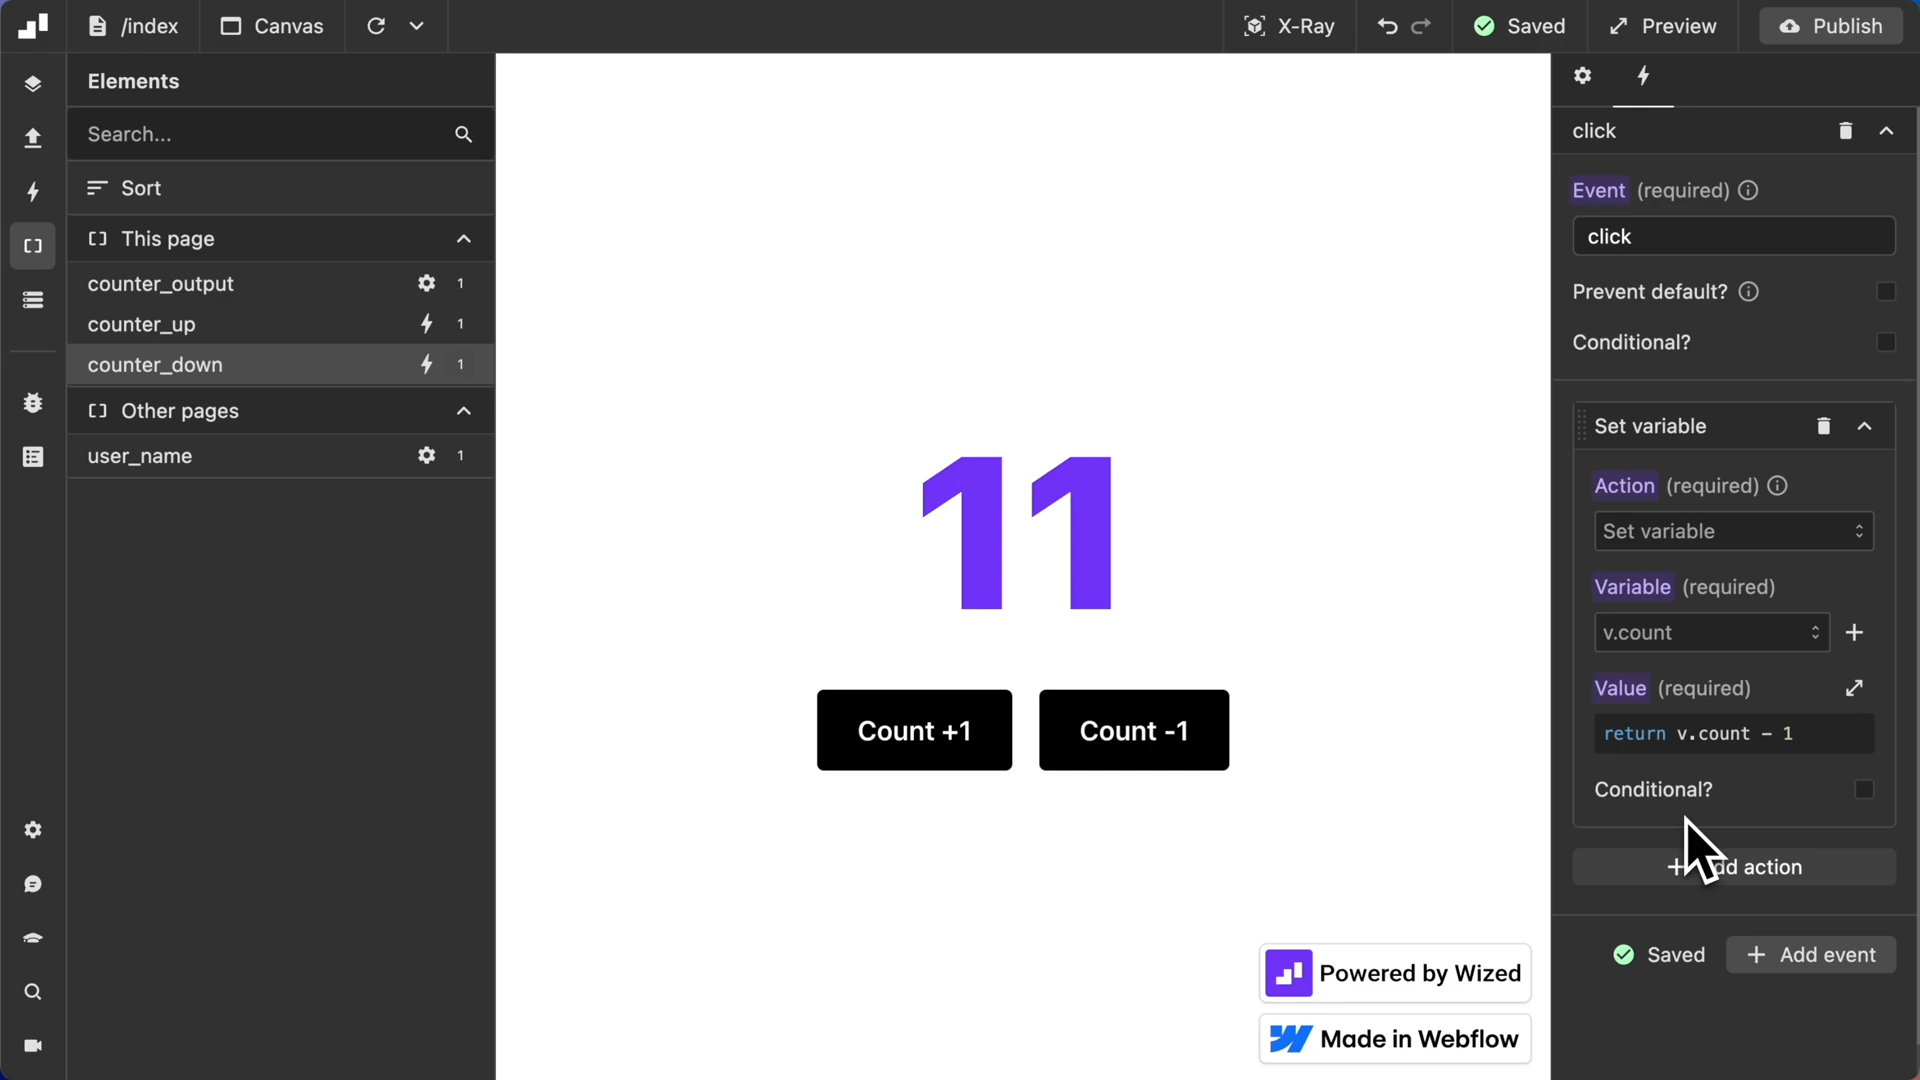 /index
Canvas
X-Ray
Saved
Preview
Publish
Elements
Search...
Sort
This page
counter_output 1
counter_up 1
counter_down 1
Other pages
user_name 1
11
Count +1
Count -1
Powered by Wized
Made in Webflow
click
Event (required)
click
Prevent default?
Conditional?
Set variable
Action (required)
Set variable
Variable (required)
v.count
Value (required)
return v.count - 1
Conditional?
dd action
Saved
Add event